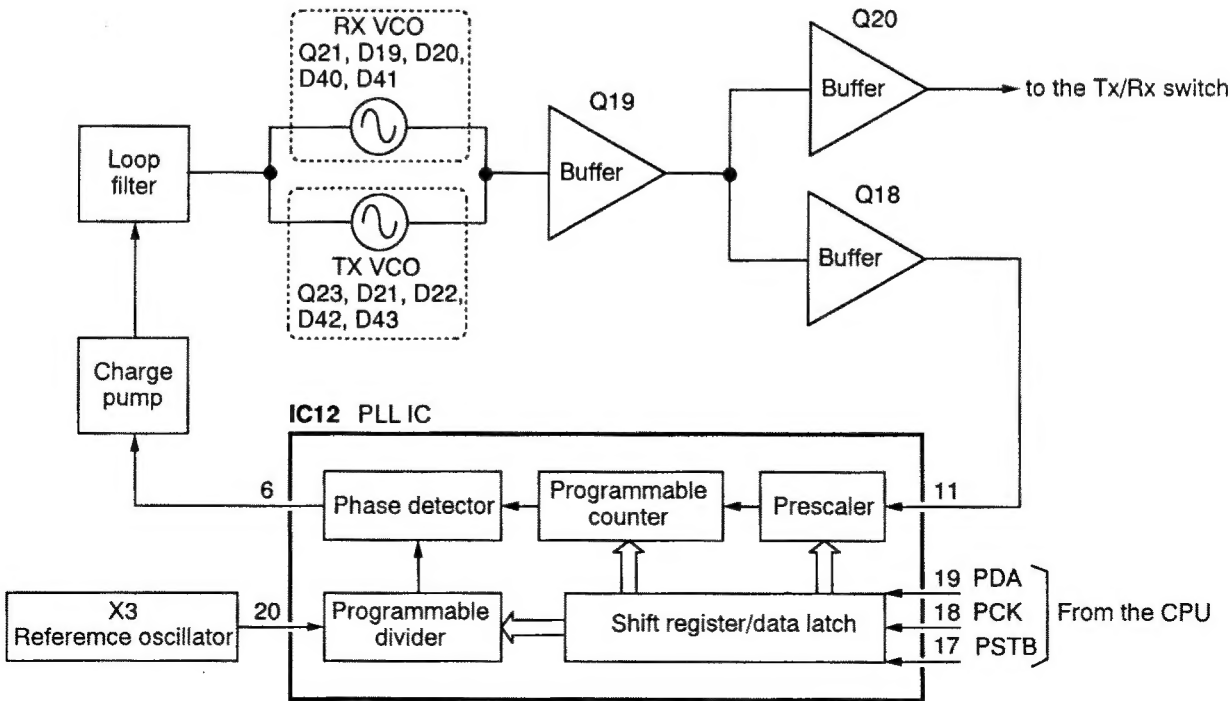 RX VCO
Q21, D19, D20,
D40, D41
Q20
Buffer
to the Tx/Rx switch
Q19
Buffer
Loop
filter
Q18
Buffer
TX VCO
Q23, D21, D22,
D42, D43
Charge
pump
IC12 PLL IC
6
Phase detector
Programmable
counter
Prescaler
11
X3
Referemce oscillator
20
Programmable
divider
Shift register/data latch
19 PDA
18 PCK
17 PSTB
From the CPU